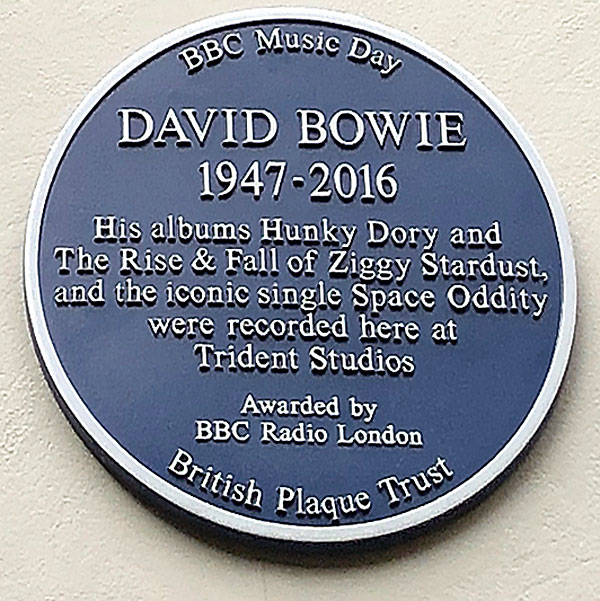 BBC Music Day
DAVID BOWIE
1947-2016
His albums Hunky Dory and
The Rise & Fall of Ziggy Stardust,
and the iconic single Space Oddity
were recorded here at
Trident Studios
Awarded by
BBC Radio London
British Plaque Trust